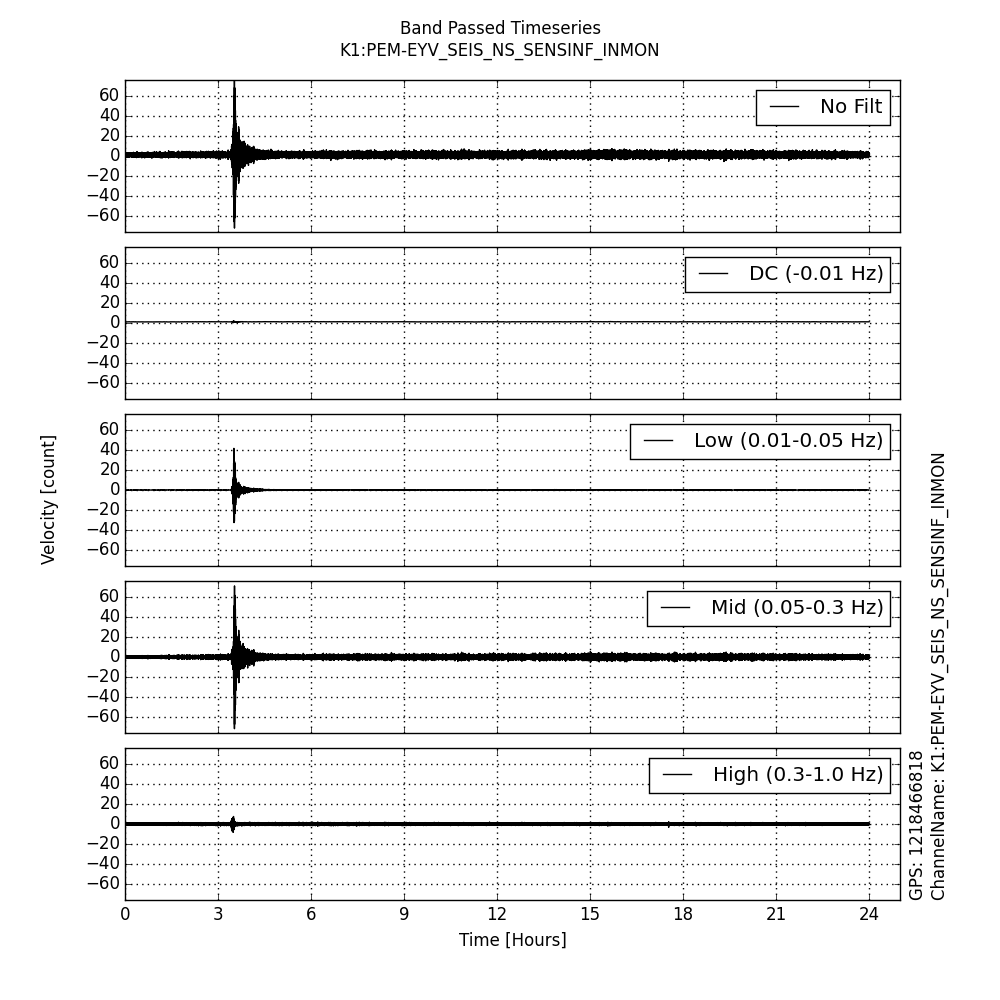 Band Passed Timeseries
K1:PEM-EYV_SEIS_NS_SENSINF_INMON
60
40
20
0
−20
−40
−60
No Filt
60
40
20
0
−20
−40
−60
DC (-0.01 Hz)
60
40
20
0
−20
−40
−60
Low (0.01-0.05 Hz)
60
40
20
0
−20
−40
−60
Mid (0.05-0.3 Hz)
60
40
20
0
−20
−40
−60
High (0.3-1.0 Hz)
0 3 6 9 12 15 18 21 24
Time [Hours]
Velocity [count]
GPS: 1218466818
ChannelName: K1:PEM-EYV_SEIS_NS_SENSINF_INMON